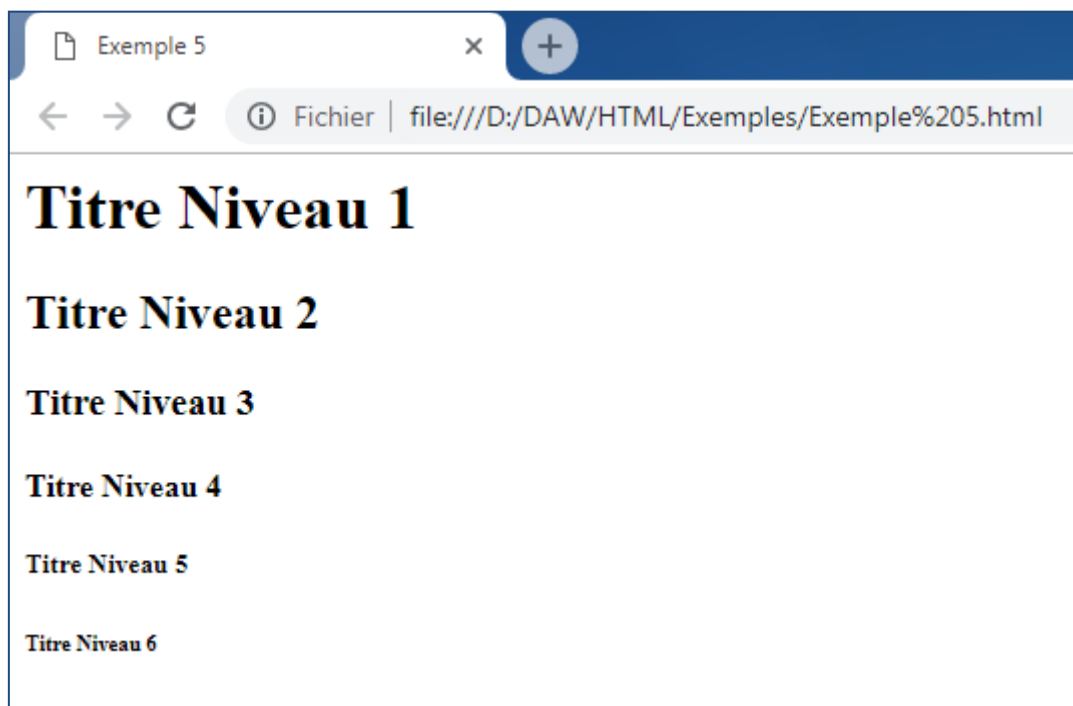 Exemple 5
Fichier file:///D:/DAW/HTML/Exemples/Exemple%205.html
Titre Niveau 1
Titre Niveau 2
Titre Niveau 3
Titre Niveau 4
Titre Niveau 5
Titre Niveau 6